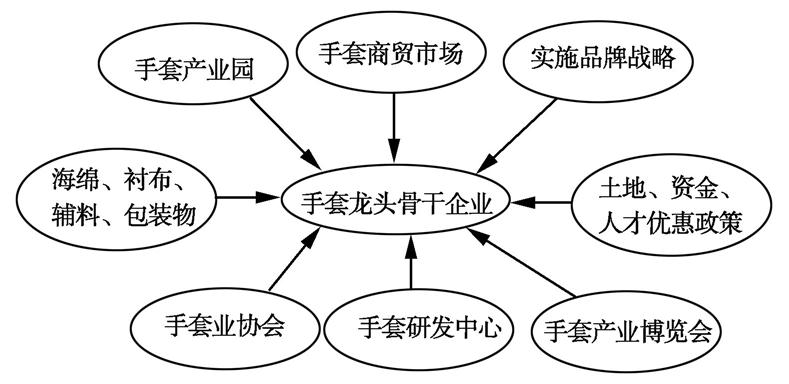 手套产业园
手套商贸市场
实施品牌战略
海绵、衬布、
辅料、包装物
手套龙头骨干企业
土地、资金、
人才优惠政策
手套业协会
手套研发中心
手套产业博览会